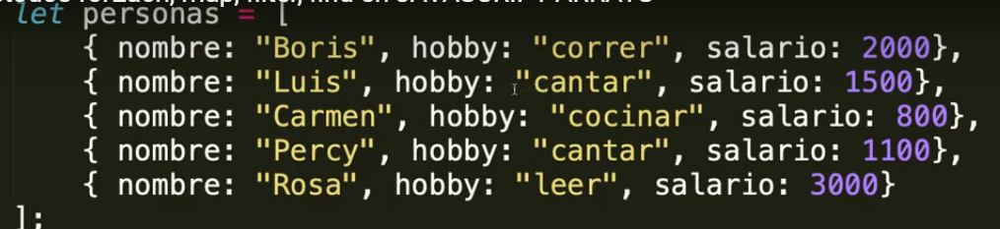 let personas = [
{ nombre: "Boris", hobby: "correr", salario: 2000},
{ nombre: "Luis", hobby: "cantar", salario: 1500},
{ nombre: "Carmen", hobby: "cocinar", salario: 800},
{ nombre: "Percy", hobby: "cantar", salario: 1100},
{ nombre: "Rosa", hobby: "leer", salario: 3000}
];